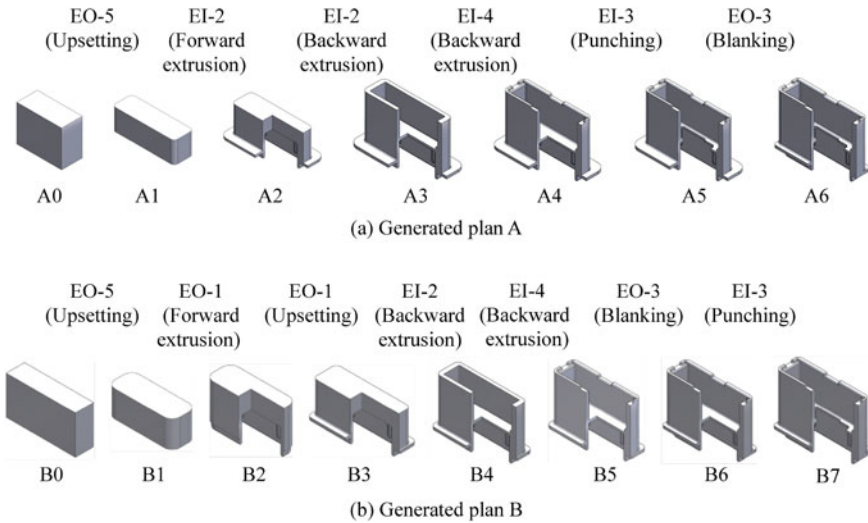 EO-5 EI-2 EI-2 EI-4 EI-3 EO-3
(Upsetting) (Forward (Backward (Backward (Punching) (Blanking)
extrusion) extrusion) extrusion)
A0 A1 A2 A3 A4 A5 A6
(a) Generated plan A
EO-5 EO-1 EO-1 EI-2 EI-4 EO-3 EI-3
(Upsetting) (Forward (Upsetting) (Backward (Backward (Blanking) (Punching)
extrusion) extrusion) extrusion)
B0 B1 B2 B3 B4 B5 B6 B7
(b) Generated plan B